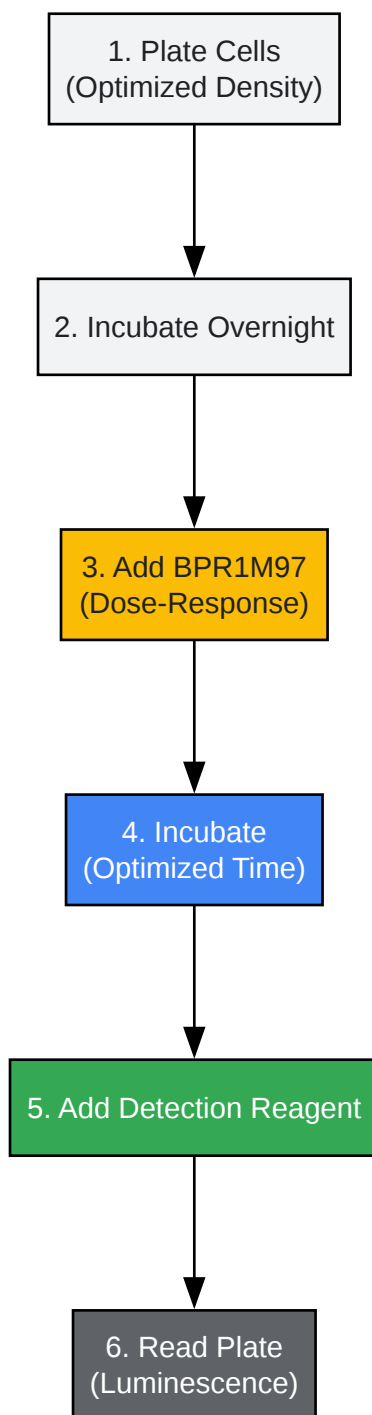 1. Plate Cells
(Optimized Density)
2. Incubate Overnight
3. Add BPR1M97
(Dose-Response)
4. Incubate
(Optimized Time)
5. Add Detection Reagent
6. Read Plate
(Luminescence)